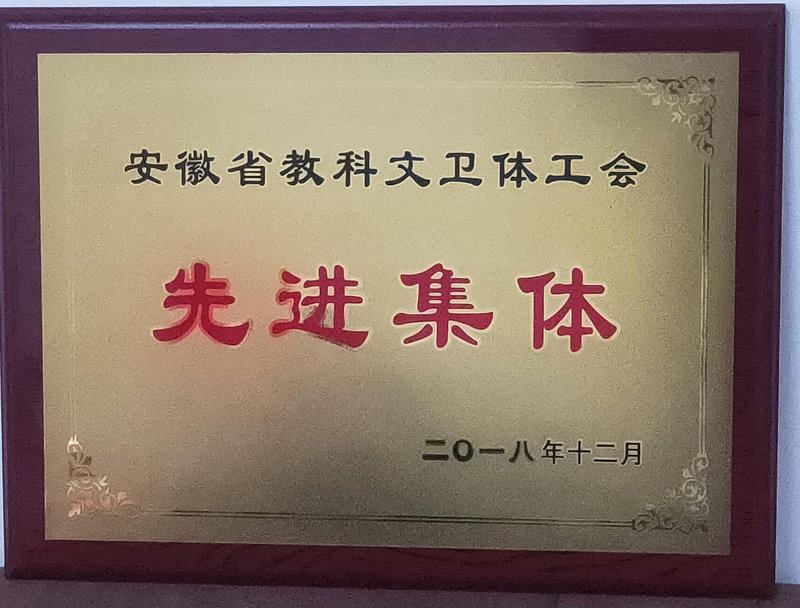 安徽省教科文卫体工会
先进集体
二〇一八年十二月